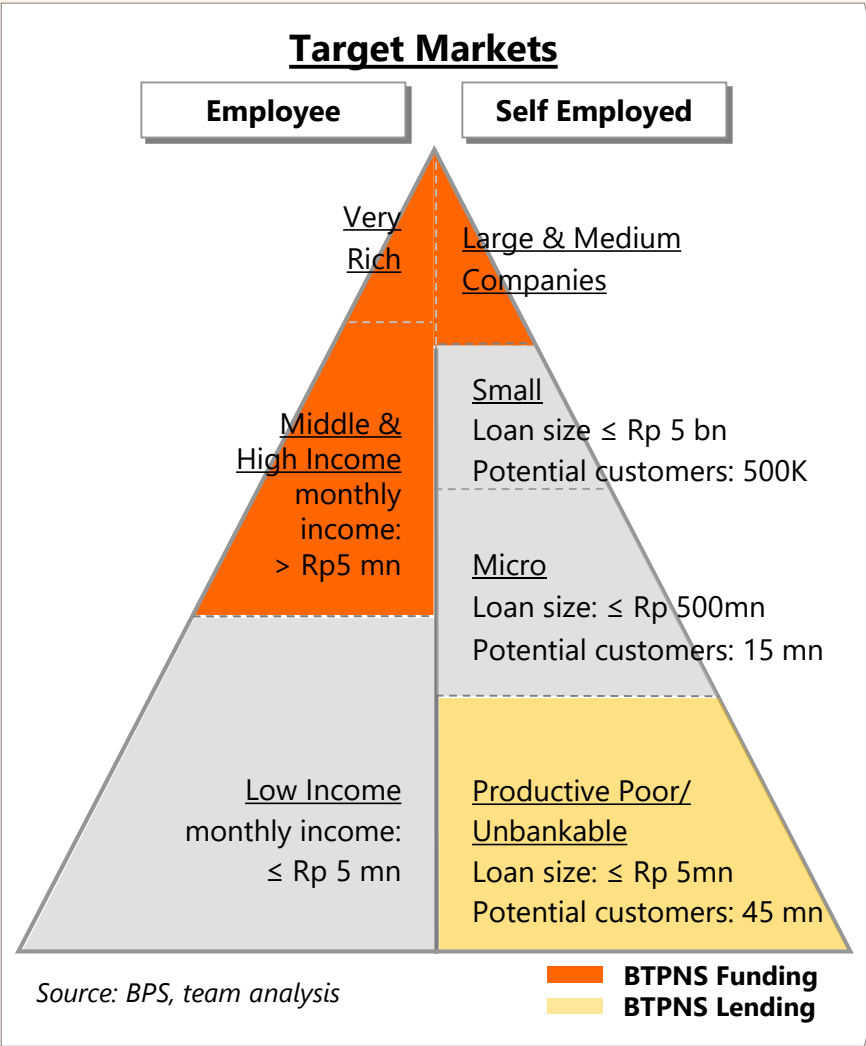 Target Markets
Employee
Self Employed
Very
Rich
Large & Medium
Companies
Middle &
High Income
monthly
income:
> Rp5 mn
Small
Loan size ≤ Rp 5 bn
Potential customers: 500K
Micro
Loan size: ≤ Rp 500mn
Potential customers: 15 mn
Low Income
monthly income:
≤ Rp 5 mn
Productive Poor/
Unbankable
Loan size: ≤ Rp 5mn
Potential customers: 45 mn
Source: BPS, team analysis
BTPNS Funding
BTPNS Lending